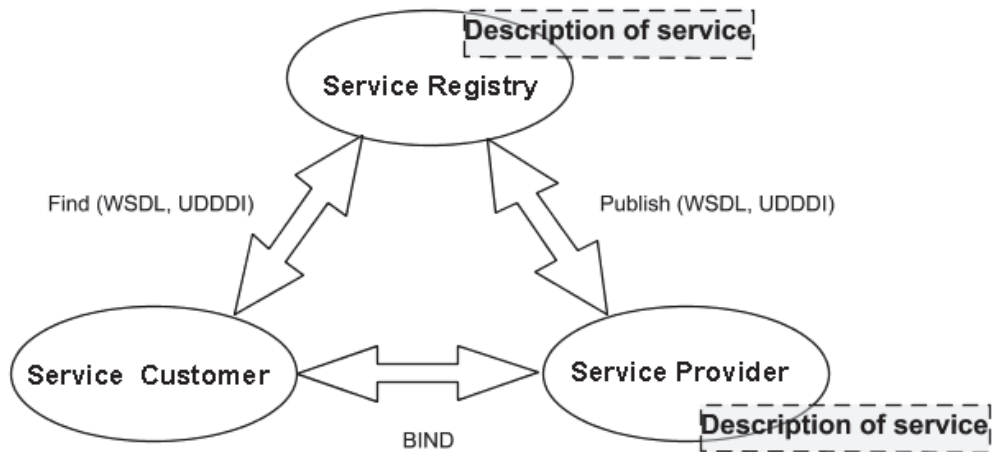 Description of service
Service Registry
Find (WSDL, UDDDI)
Publish (WSDL, UDDDI)
Service Customer
Service Provider
Description of service
BIND